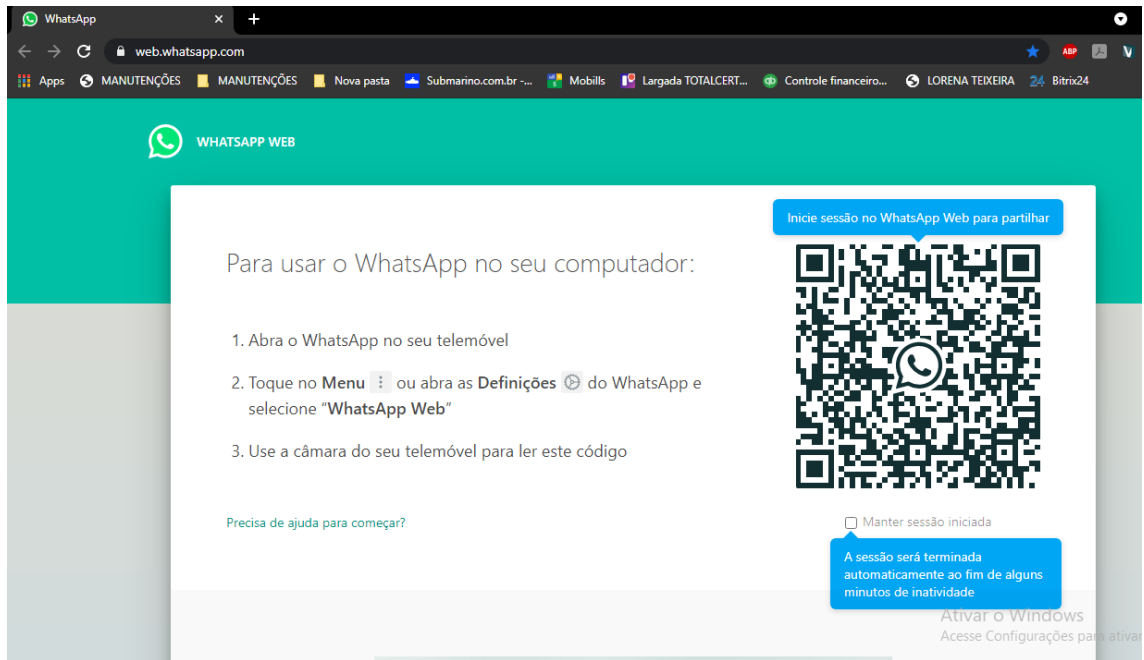 WhatsApp
web.whatsapp.com
ABP
Apps MANUTENÇÕES MANUTENÇÕES Nova pasta Submarino.com.br -... Mobills Largada TOTALCERT... Controle financeiro... LORENA TEIXEIRA 24 Bitrix24
WHATSAPP WEB
Inicie sessão no WhatsApp Web para partilhar
Para usar o WhatsApp no seu computador:
1. Abra o WhatsApp no seu telemóvel
2. Toque no Menu ou abra as Definições do WhatsApp e
selecione “WhatsApp Web”
3. Use a câmara do seu telemóvel para ler este código
Precisa de ajuda para começar?
Manter sessão iniciada
A sessão será terminada
automaticamente ao fim de alguns
minutos de inatividade
Ativar o Windows
Acesse Configurações para ativar